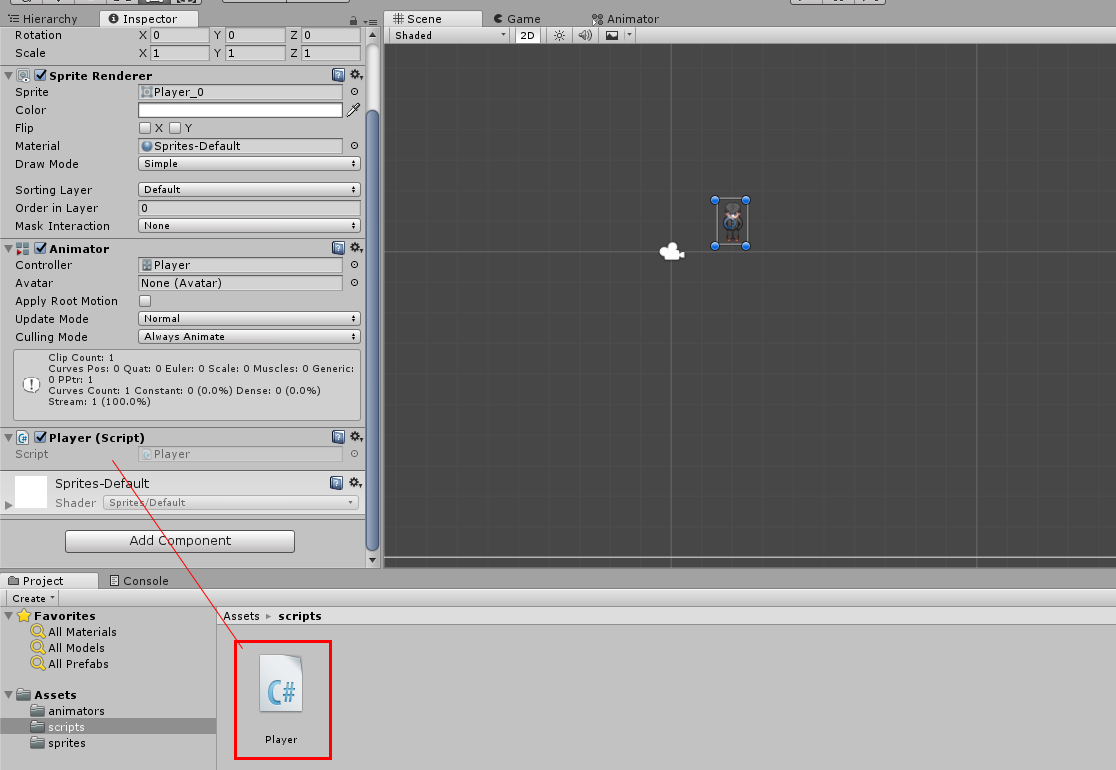 Hierarchy
Inspector
Scene
Game
Animator
Rotation X 0 Y 0 Z 0
Scale X 1 Y 1 Z 1
Shaded
2D
Sprite Renderer
Sprite Player_0
Color
Flip X Y
Material Sprites-Default
Draw Mode Simple
Sorting Layer Default
Order in Layer 0
Mask Interaction None
Animator
Controller Player
Avatar None (Avatar)
Apply Root Motion
Update Mode Normal
Culling Mode Always Animate
Clip Count: 1
Curves Pos: 0 Quat: 0 Euler: 0 Scale: 0 Muscles: 0 Generic:
0 PPtr: 1
Curves Count: 1 Constant: 0 (0.0%) Dense: 0 (0.0%)
Stream: 1 (100.0%)
C# Player (Script)
Script Player
Sprites-Default
Shader Sprites/Default
Add Component
Project
Console
Create
Favorites
All Materials
All Models
All Prefabs
Assets
animators
scripts
sprites
Assets scripts
C#
Player